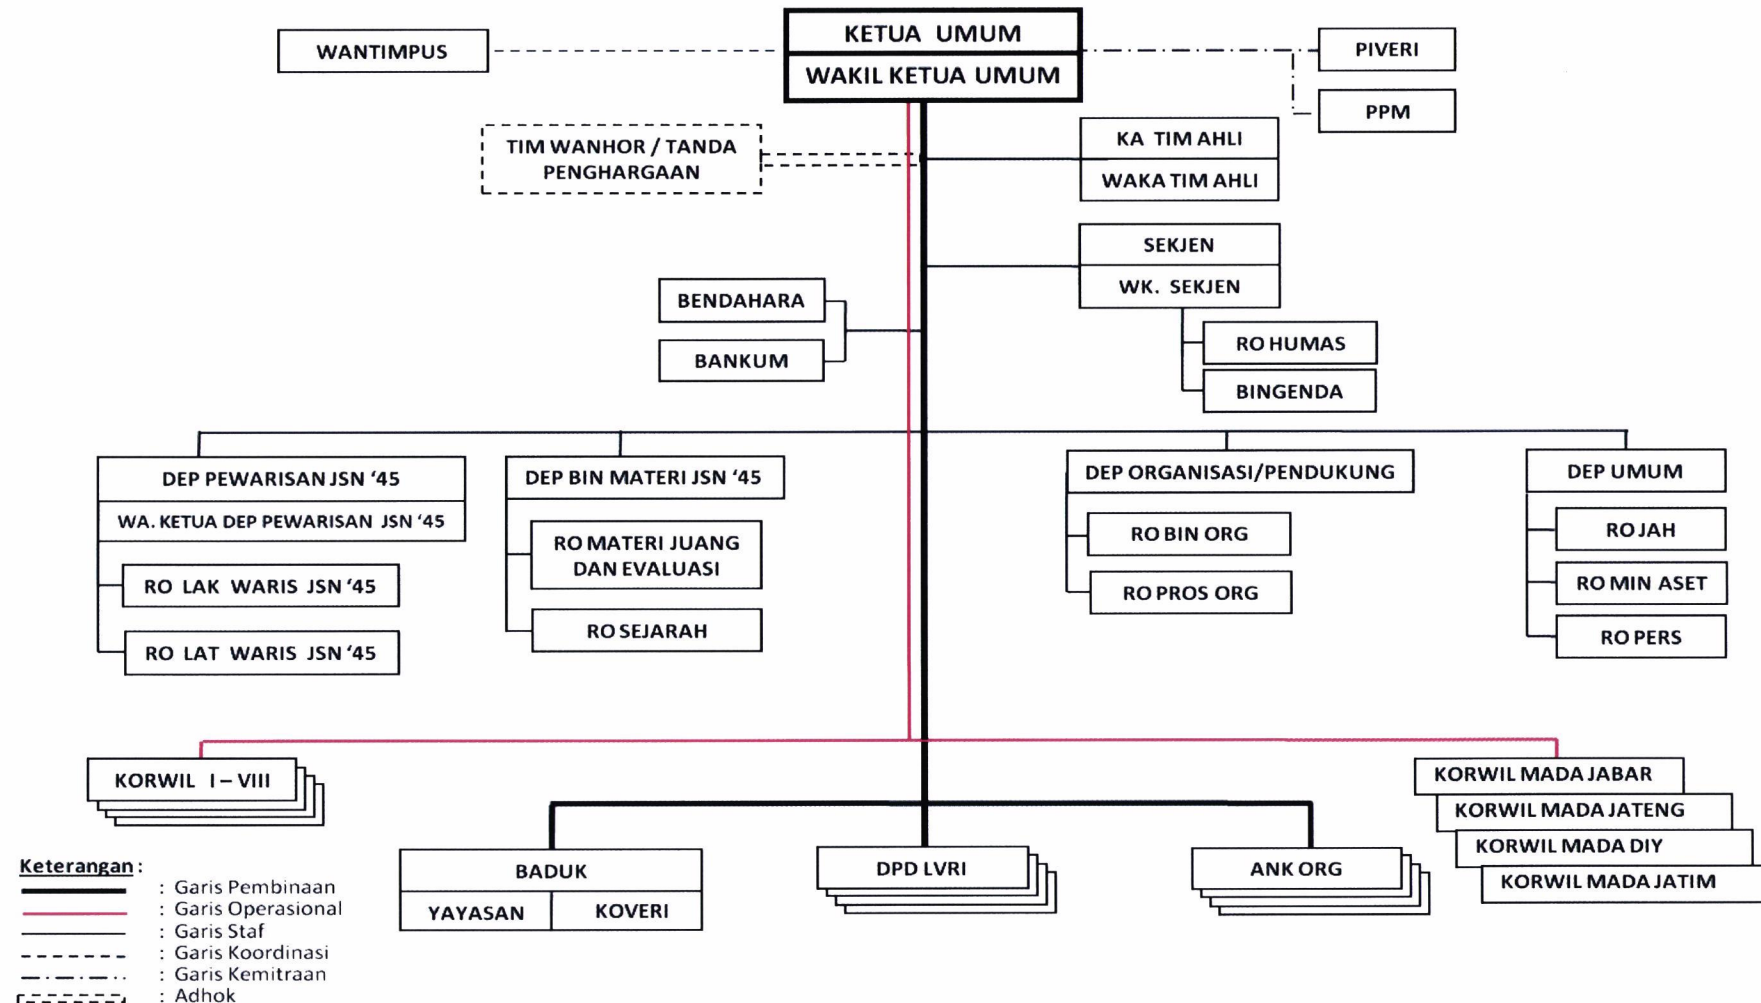 KETUA UMUM
WAKIL KETUA UMUM
WANTIMPUS
PIVERI
PPM
TIM WANHOR / TANDA
PENGHARGAAN
KA TIM AHLI
WAKA TIM AHLI
SEKJEN
WK. SEKJEN
BENDAHARA
BANKUM
RO HUMAS
BINGENDA
DEP PEWARISAN JSN ‘45
WA. KETUA DEP PEWARISAN JSN ‘45
RO LAK WARIS JSN ‘45
RO LAT WARIS JSN ‘45
DEP BIN MATERI JSN ‘45
RO MATERI JUANG
DAN EVALUASI
RO SEJARAH
DEP ORGANISASI/PENDUKUNG
RO BIN ORG
RO PROS ORG
DEP UMUM
RO JAH
RO MIN ASET
RO PERS
KORWIL I – VIII
KORWIL MADA JABAR
KORWIL MADA JATENG
KORWIL MADA DIY
KORWIL MADA JATIM
BADUK
YAYASAN KOVERI
DPD LVRI
ANK ORG
Keterangan :
: Garis Pembinaan
: Garis Operasional
: Garis Staf
: Garis Koordinasi
: Garis Kemitraan
: Adhok